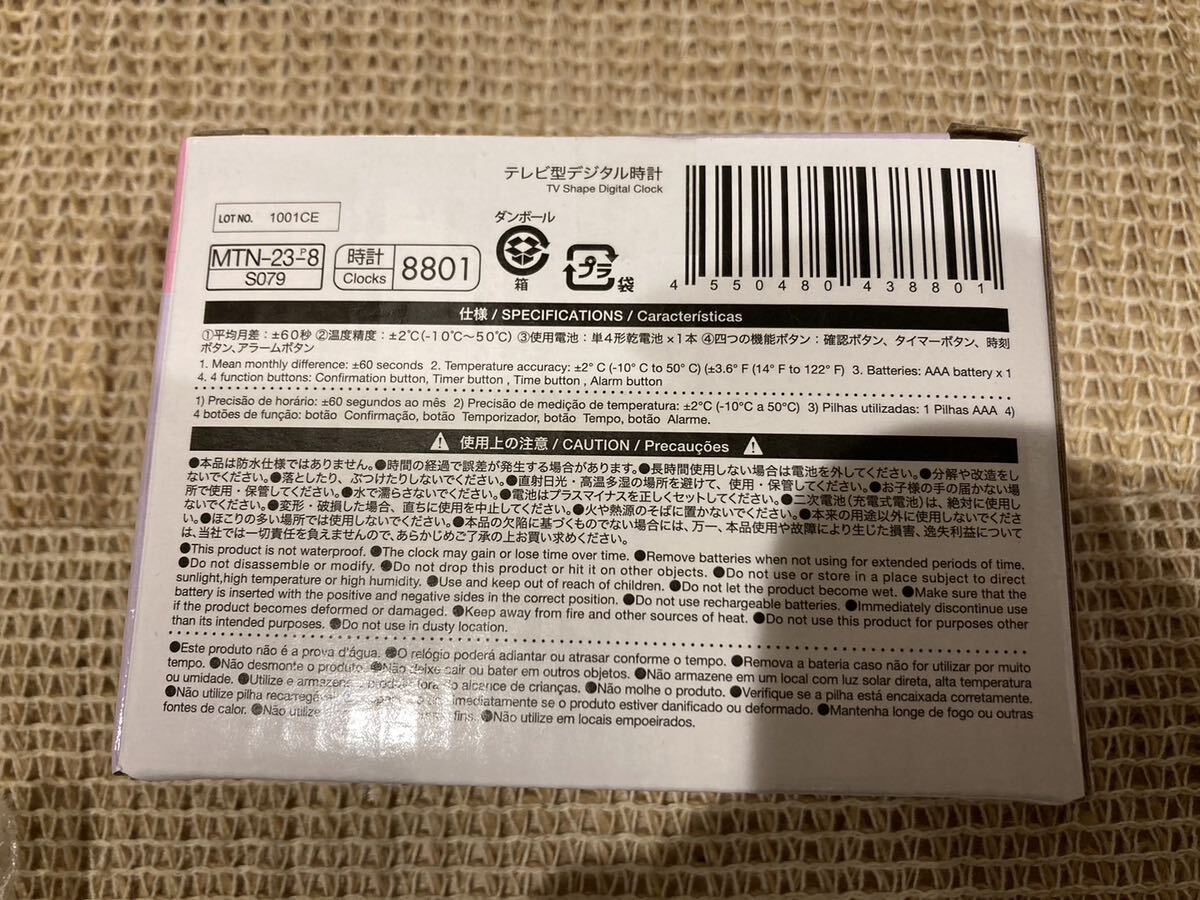 テレビ型デジタル時計
TV Shape Digital Clock
LOT NO. 1001CE
MTN-23-P8
S079
時計
Clocks
8801
ダンボール
箱
プラ
袋
4 550480 438801
仕様 / SPECIFICATIONS / Características
①平均月差:±60秒 ②温度精度:±2℃(-10℃~50℃) ③使用電池:単4形乾電池×1本 ④四つの機能ボタン:確認ボタン、タイマーボタン、時刻
ボタン、アラームボタン
1. Mean monthly difference: ±60 seconds 2. Temperature accuracy: ±2° C (-10° C to 50° C) (±3.6° F (14° F to 122° F) 3. Batteries: AAA battery x 1
4. 4 function buttons: Confirmation button, Timer button , Time button , Alarm button
1) Precisão de horário: ±60 segundos ao mês 2) Precisão de medição de temperatura: ±2°C (-10°C a 50°C) 3) Pilhas utilizadas: 1 Pilhas AAA 4)
4 botões de função: botão Confirmação, botão Temporizador, botão Tempo, botão Alarme.
使用上の注意 / CAUTION / Precauções
●本品は防水仕様ではありません。●時間の経過で誤差が発生する場合があります。●長時間使用しない場合は電池を外してください。●分解や改造をし
ないでください。●落としたり、ぶつけたりしないでください。●直射日光・高温多湿の場所を避けて、使用・保管してください。●お子様の手の届かない場
所で使用・保管してください。●水で濡らさないでください。●電池はプラスマイナスを正しくセットしてください。●二次電池(充電式電池)は、絶対に使用し
ないでください。●変形・破損した場合、直ちに使用を中止してください。●火や熱源のそばに置かないでください。●本来の用途以外に使用しないでくださ
い。●ほこりの多い場所では使用しないでください。●本品の欠陥に基づくものでない場合には、万一、本品使用や故障により生じた損害、逸失利益について
は、当社では一切責任を負えませんので、あらかじめご了承の上お買い求めください。
●This product is not waterproof. ●The clock may gain or lose time over time. ●Remove batteries when not using for extended periods of time.
●Do not disassemble or modify. ●Do not drop this product or hit it on other objects. ●Do not use or store in a place subject to direct
sunlight,high temperature or high humidity. ●Use and keep out of reach of children. ●Do not let the product become wet. ●Make sure that the
battery is inserted with the positive and negative sides in the correct position. ●Do not use rechargeable batteries. ●Immediately discontinue use
if the product becomes deformed or damaged. ●Keep away from fire and other sources of heat. ●Do not use this product for purposes other
than its intended purposes. ●Do not use in dusty location.
●Este produto não é a prova d'água. ●O relógio poderá adiantar ou atrasar conforme o tempo. ●Remova a bateria caso não for utilizar por muito
tempo. ●Não desmonte o produto. ●Não deixe cair ou bater em outros objetos. ●Não armazene em um local com luz solar direta, alta temperatura
ou umidade. ●Utilize e armazene o produto fora do alcance de crianças. ●Não molhe o produto. ●Verifique se a pilha está encaixada corretamente.
●Não utilize pilha imediatamente se o produto estiver danificado ou deformado. ●Mantenha longe de fogo ou outras
fontes de calor. ●Não fins. ●Não utilize em locais empoeirados.